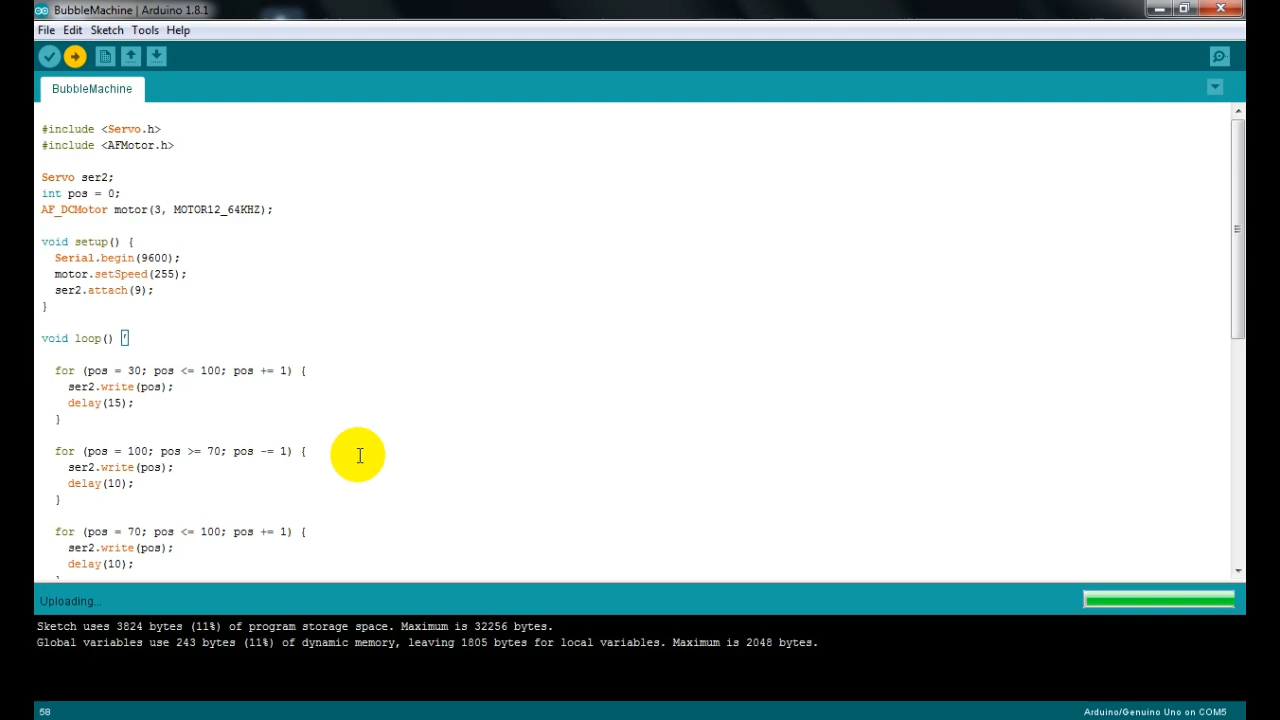 BubbleMachine | Arduino 1.8.1
File Edit Sketch Tools Help
BubbleMachine
#include <Servo.h>
#include <AFMotor.h>
Servo ser2;
int pos = 0;
AF_DCMotor motor(3, MOTOR12_64KHZ);
void setup() {
Serial.begin(9600);
motor.setSpeed(255);
ser2.attach(9);
}
void loop()
for (pos = 30; pos <= 100; pos += 1) {
ser2.write(pos);
delay(15);
}
for (pos = 100; pos >= 70; pos -= 1) {
ser2.write(pos);
delay(10);
}
for (pos = 70; pos <= 100; pos += 1) {
ser2.write(pos);
delay(10);
Uploading...
Sketch uses 3824 bytes (11%) of program storage space. Maximum is 32256 bytes.
Global variables use 243 bytes (11%) of dynamic memory, leaving 1805 bytes for local variables. Maximum is 2048 bytes.
58
Arduino/Genuino Uno on COM5